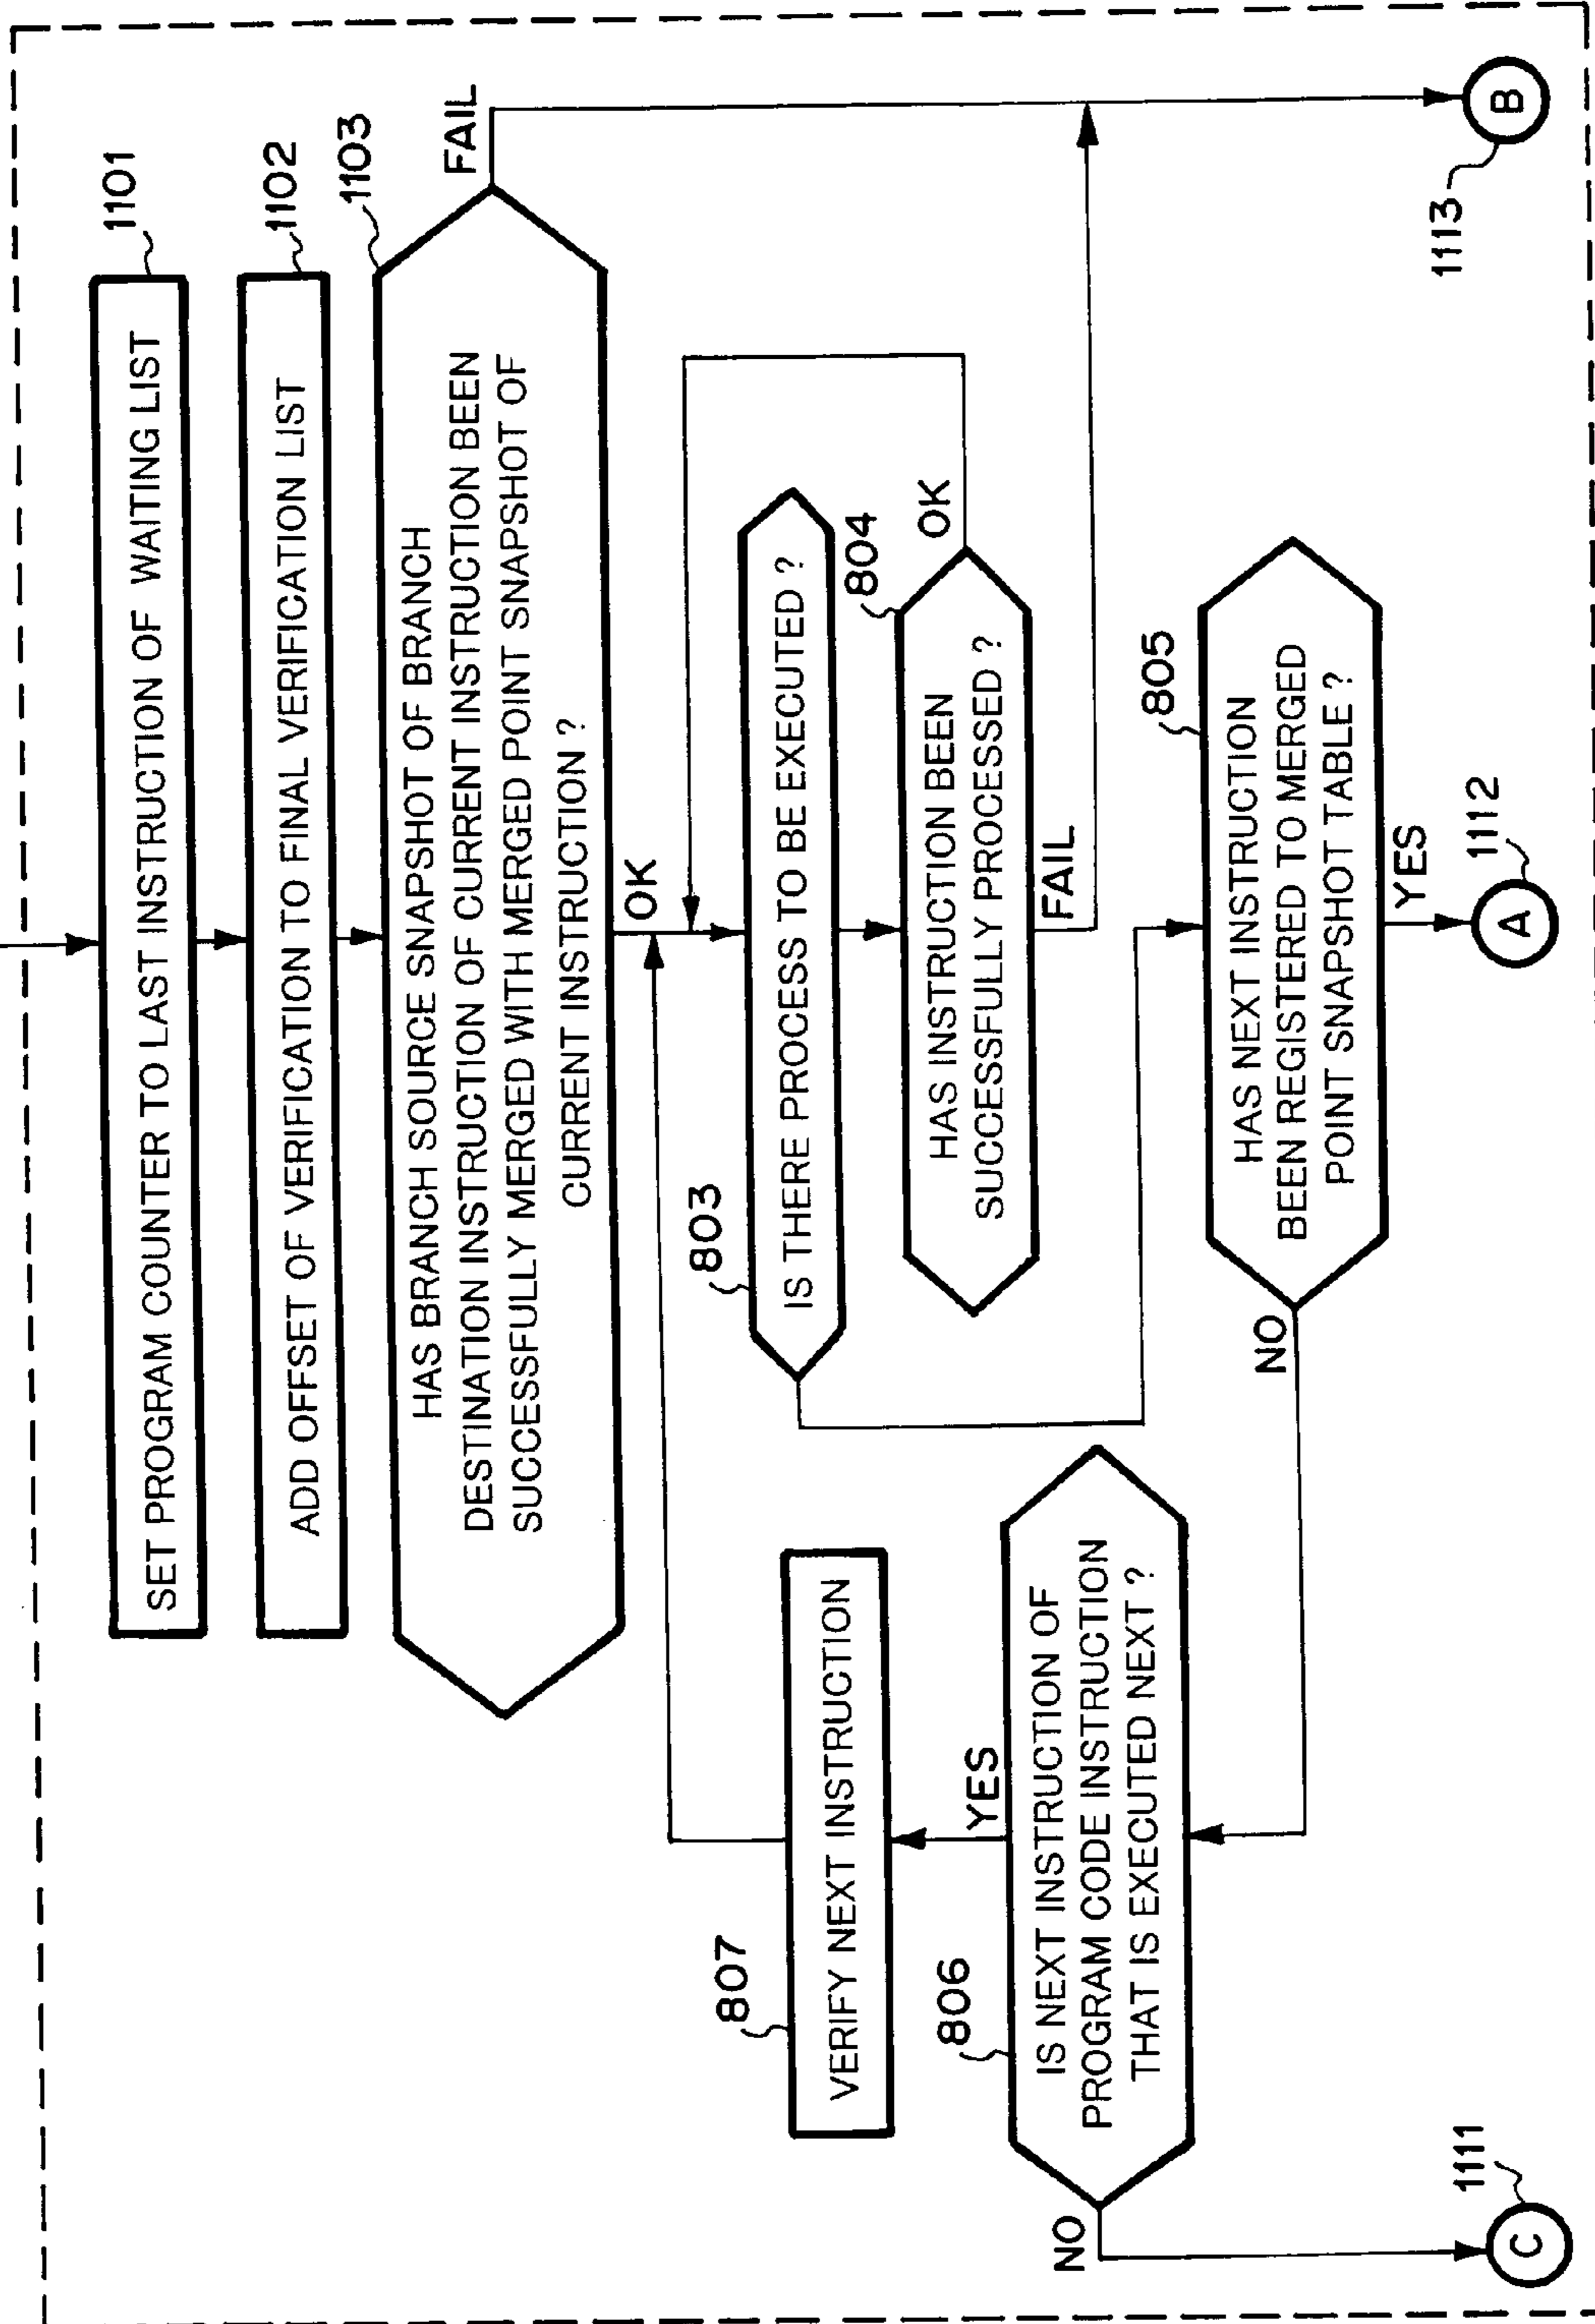 1101
SET PROGRAM COUNTER TO LAST INSTRUCTION OF WAITING LIST
1102
ADD OFFSET OF VERIFICATION TO FINAL VERIFICATION LIST
1103
HAS BRANCH SOURCE SNAPSHOT OF BRANCH
DESTINATION INSTRUCTION OF CURRENT INSTRUCTION BEEN
SUCCESSFULLY MERGED WITH MERGED POINT SNAPSHOT OF
CURRENT INSTRUCTION ?
FAIL
OK
803
IS THERE PROCESS TO BE EXECUTED ?
804
HAS INSTRUCTION BEEN
SUCCESSFULLY PROCESSED ?
OK
FAIL
807
VERIFY NEXT INSTRUCTION
YES
806
IS NEXT INSTRUCTION OF
PROGRAM CODE INSTRUCTION
THAT IS EXECUTED NEXT ?
NO
805
HAS NEXT INSTRUCTION
BEEN REGISTERED TO MERGED
POINT SNAPSHOT TABLE ?
NO
YES
1111
C
1112
A
1113
B